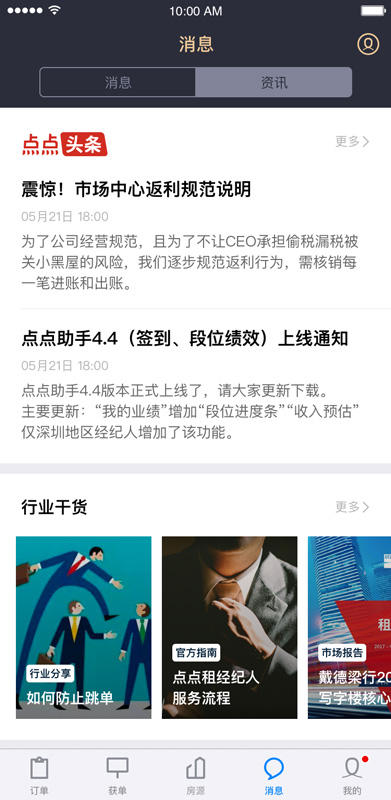 10:00 AM
消息
消息
资讯
点点头条
更多
震惊！市场中心返利规范说明
05月21日 18:00
为了公司经营规范，且为了不让CEO承担偷税漏税被
关小黑屋的风险，我们逐步规范返利行为，需核销每
一笔进账和出账。
点点助手4.4（签到、段位绩效）上线通知
05月21日 18:00
点点助手4.4版本正式上线了，请大家更新下载。
主要更新：“我的业绩”增加“段位进度条”“收入预估”
仅深圳地区经纪人增加了该功能。
行业干货
更多
行业分享
如何防止跳单
官方指南
点点租经纪人
服务流程
租
2017
市场报告
戴德梁行20
写字楼核心
订单
获单
房源
消息
我的